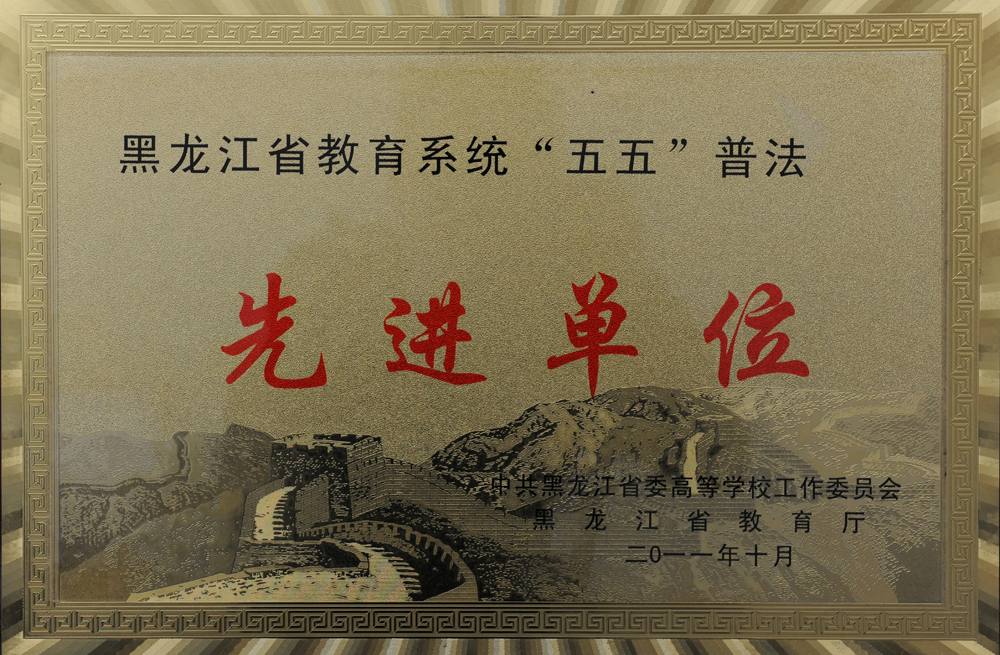 黑龙江省教育系统“五五”普法
先进单位
中共黑龙江省委高等学校工作委员会
黑龙江省教育厅
二0一一年十月